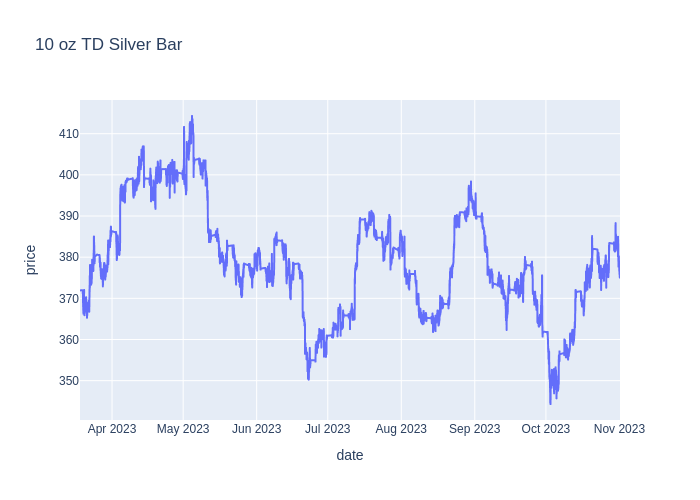 10 oz TD Silver Bar
410
400
390
380
370
360
350
price
Apr 2023
May 2023
Jun 2023
Jul 2023
Aug 2023
Sep 2023
Oct 2023
Nov 2023
date